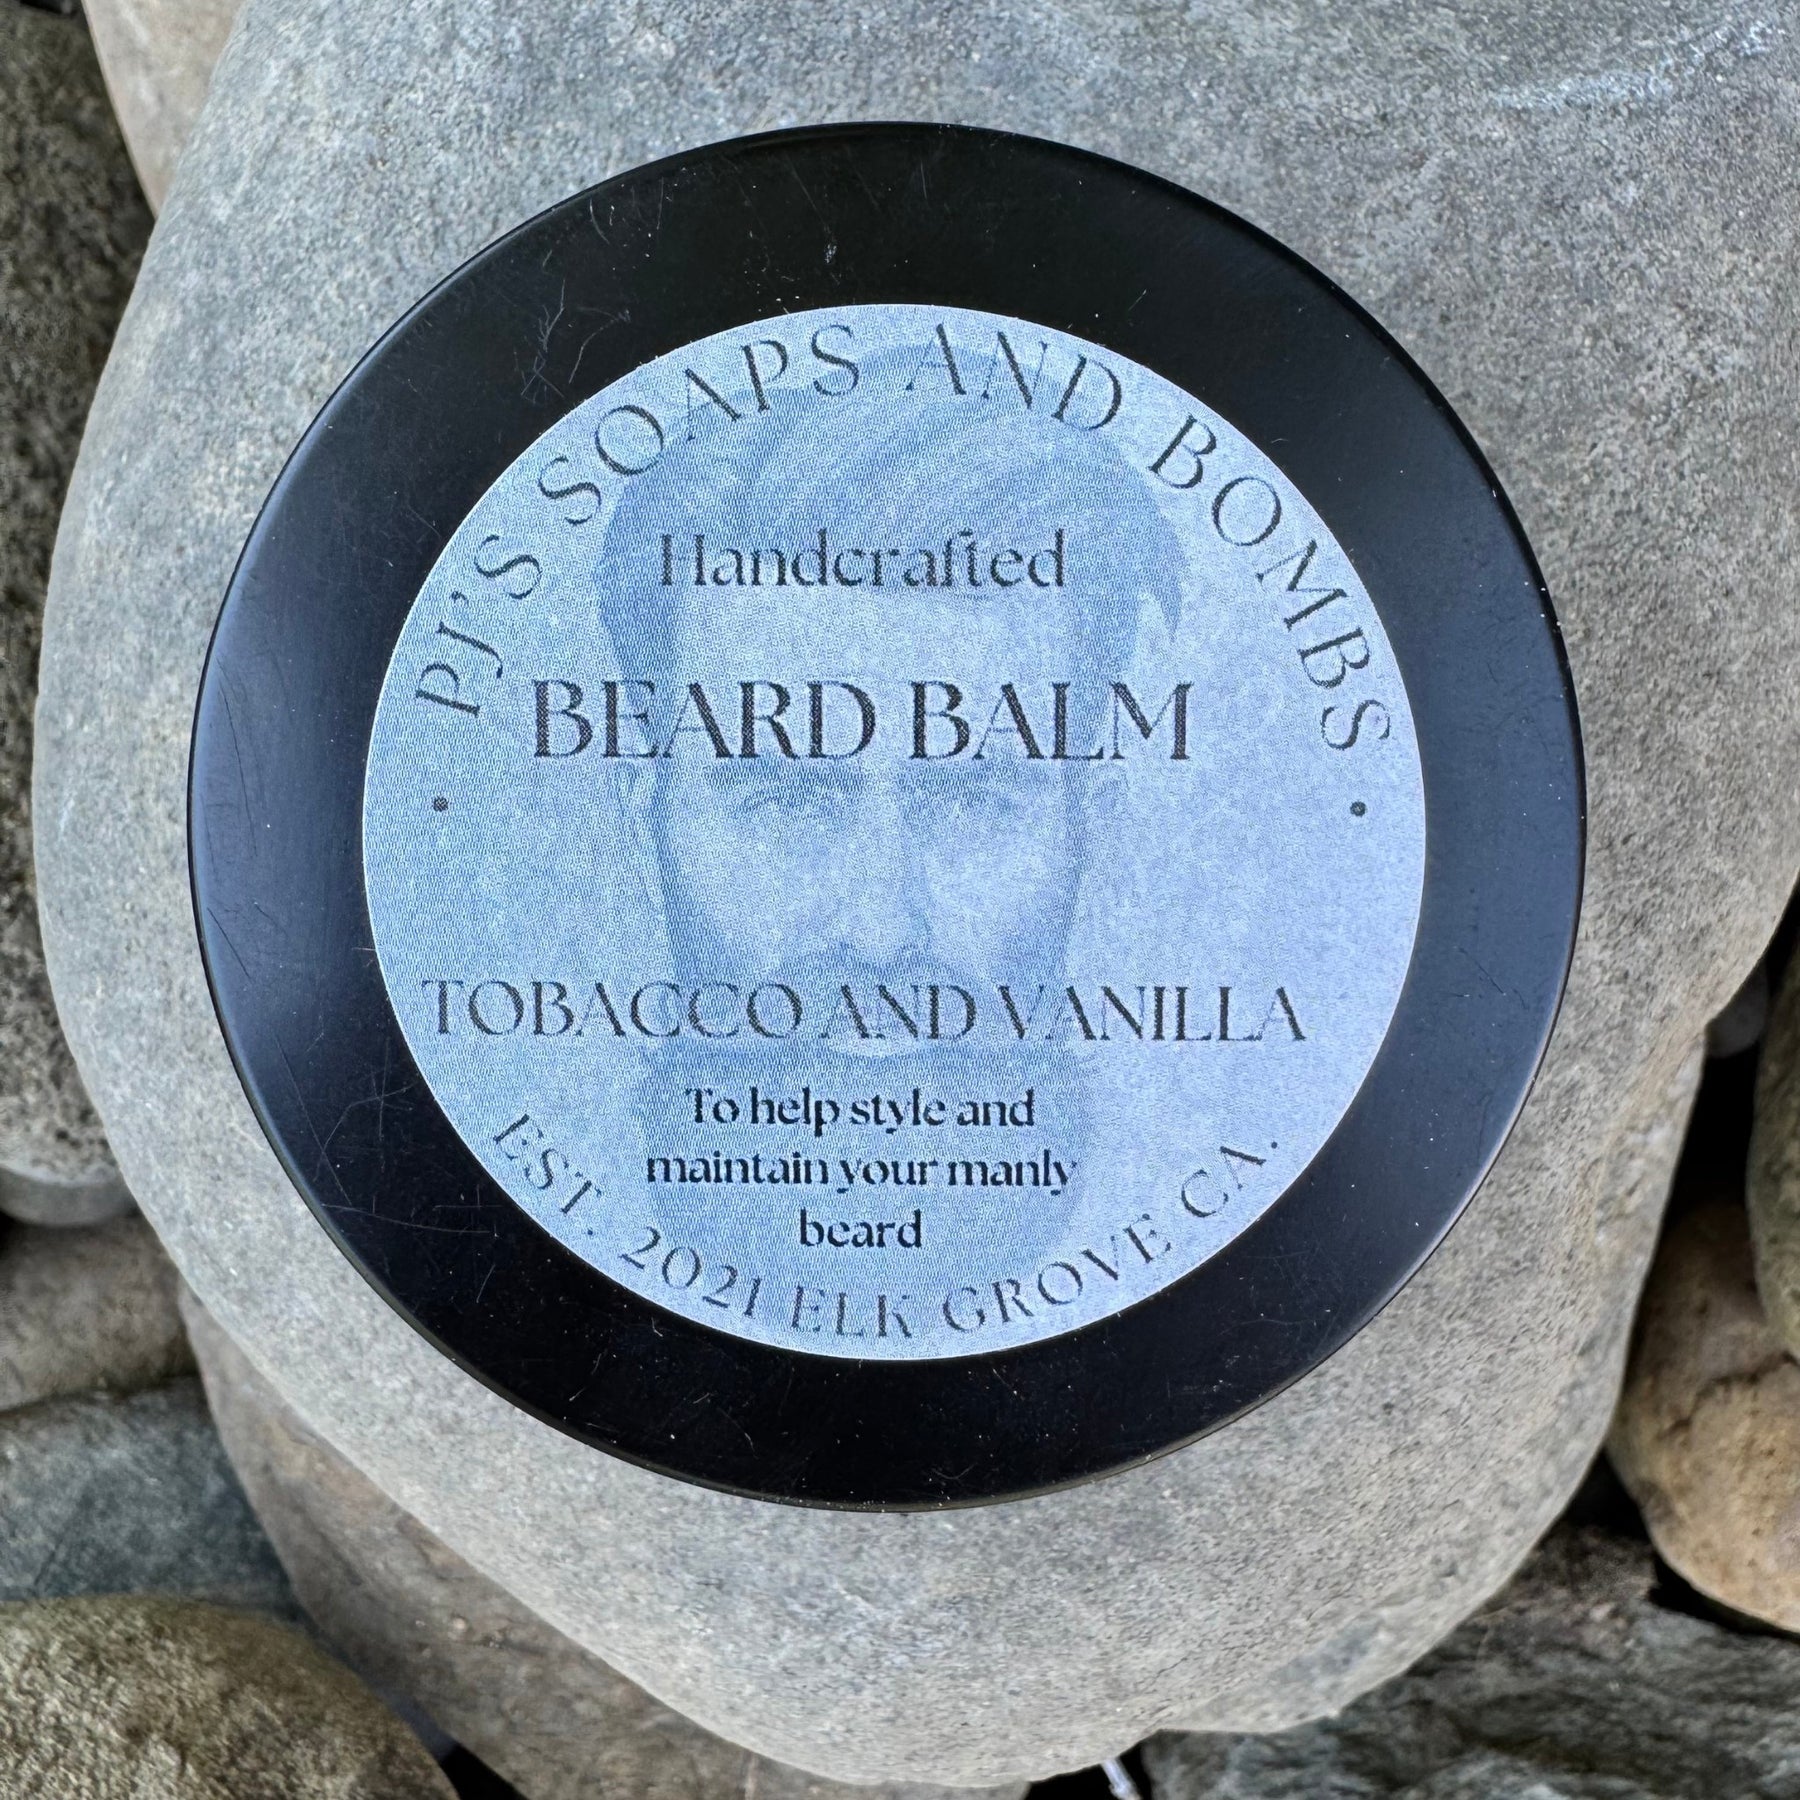 PJ'S SOAPS AND BOMBS
Handcrafted
BEARD BALM
TOBACCO AND VANILLA
To help style and
maintain your manly
beard
EST. 2021 ELK GROVE CA.